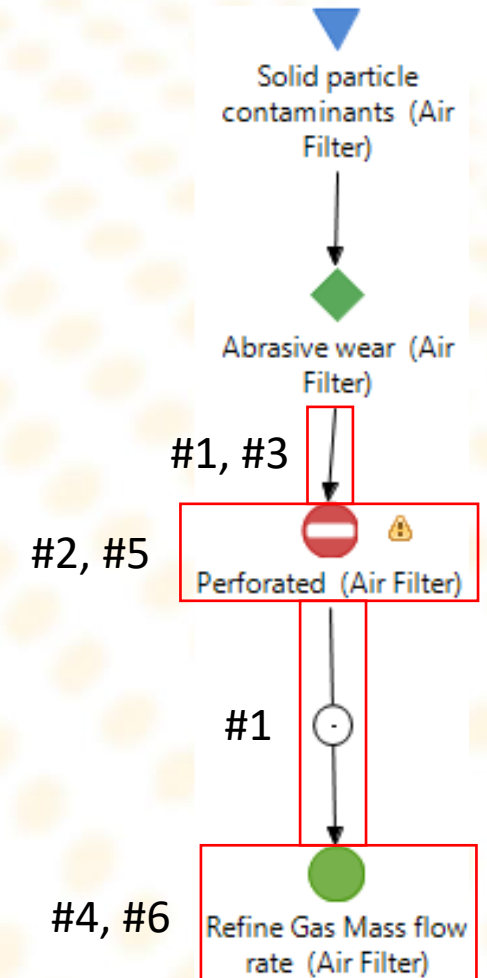 Solid particle
contaminants (Air
Filter)
Abrasive wear (Air
Filter)
#1, #3
#2, #5
Perforated (Air Filter)
#1
-
#4, #6
Refine Gas Mass flow
rate (Air Filter)